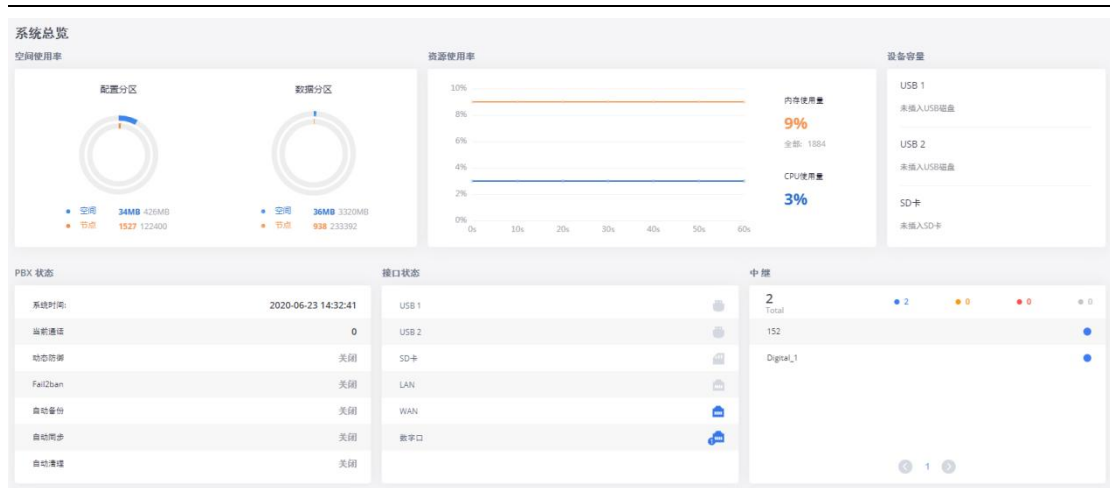 系统总览
空间使用率
配置分区
数据分区
空间 34MB 426MB
节点 1527 122400
空间 36MB 3320MB
节点 938 233392
资源使用率
10%
8%
6%
4%
2%
0%
0s 10s 20s 30s 40s 50s 60s
内存使用量
9%
全部: 1884
CPU使用量
3%
设备容量
USB 1
未插入USB磁盘
USB 2
未插入USB磁盘
SD卡
未插入SD卡
PBX 状态
系统时间: 2020-06-23 14:32:41
当前通话 0
动态防御 关闭
Fail2ban 关闭
自动备份 关闭
自动同步 关闭
自动清理 关闭
接口状态
USB 1
USB 2
SD卡
LAN
WAN
数字口
中继
2 2 0 0 0
Total
152
Digital_1
1